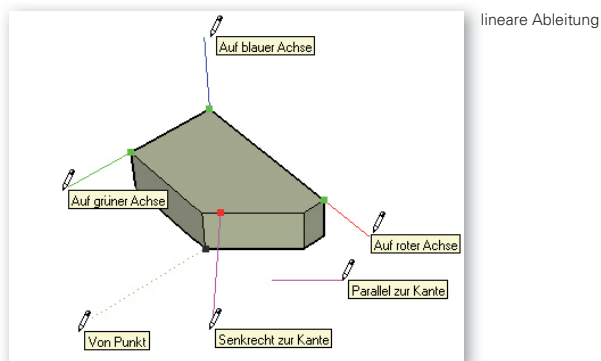 lineare Ableitung
Auf blauer Achse
Auf grüner Achse
Auf roter Achse
Parallel zur Kante
Von Punkt
Senkrecht zur Kante